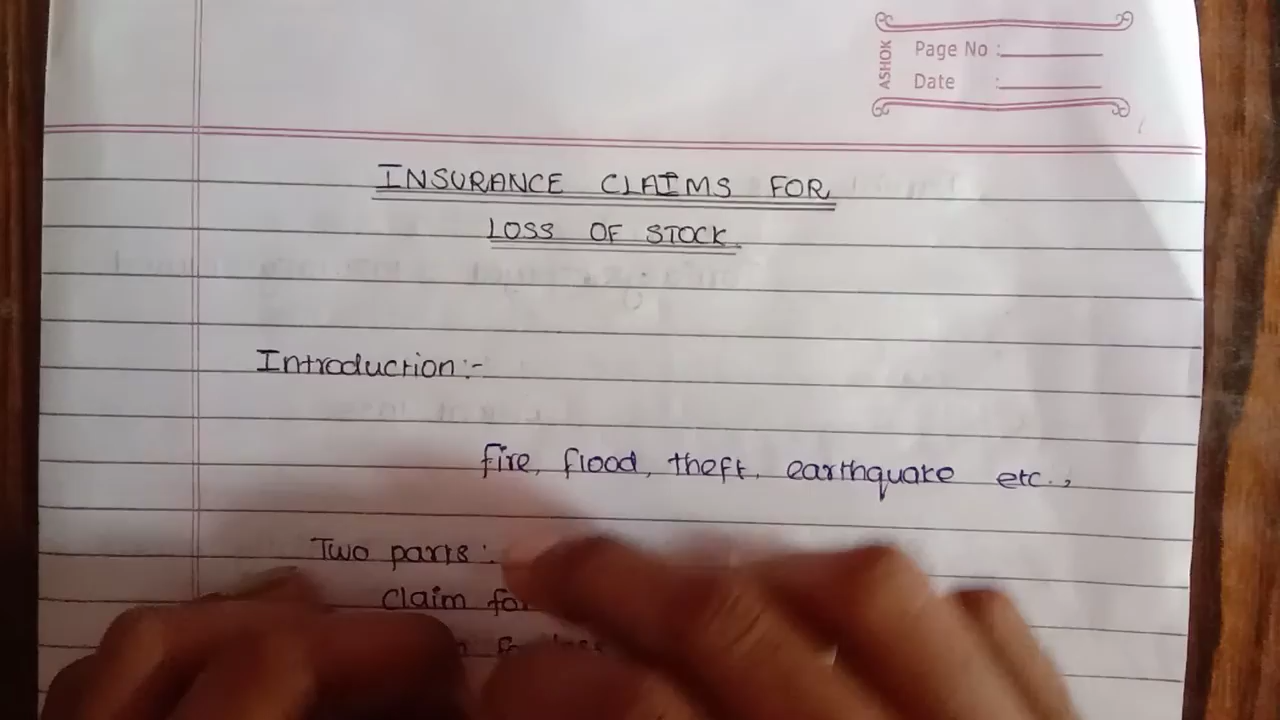 ASHOK
Page No :
Date :
INSURANCE CLAIMS FOR
LOSS OF STOCK
Introduction:-
fire, flood, theft, earthquake etc.,
Two parts:
Claim for